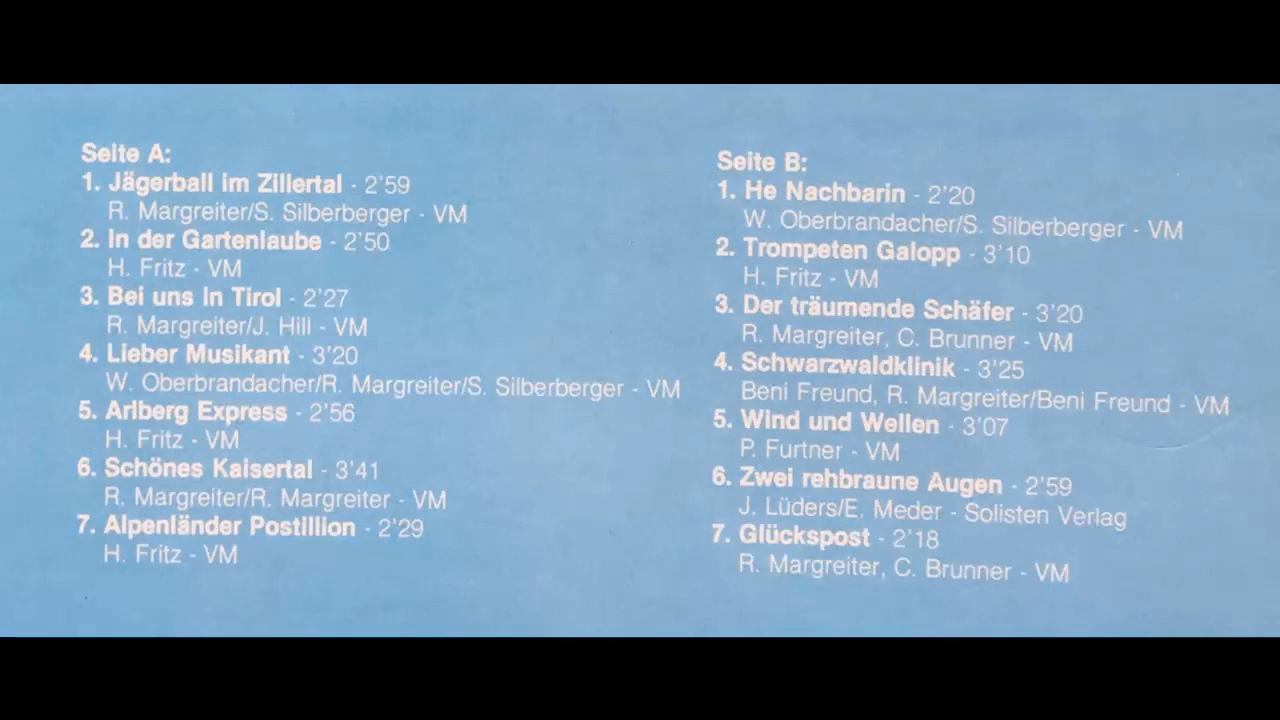 Seite A:
1. Jägerball im Zillertal - 2'59
R. Margreiter/S. Silberberger - VM
2. In der Gartenlaube - 2'50
H. Fritz - VM
3. Bei uns in Tirol - 2'27
R. Margreiter/J. Hill - VM
4. Lieber Musikant - 3'20
W. Oberbrandacher/R. Margreiter/S. Silberberger - VM
5. Arlberg Express - 2'56
H. Fritz - VM
6. Schönes Kaisertal - 3'41
R. Margreiter/R. Margreiter - VM
7. Alpenländer Postillion - 2'29
H. Fritz - VM
Seite B:
1. He Nachbarin - 2'20
W. Oberbrandacher/S. Silberberger - VM
2. Trompeten Galopp - 3'10
H. Fritz - VM
3. Der träumende Schäfer - 3'20
R. Margreiter, C. Brunner - VM
4. Schwarzwaldklinik - 3'25
Beni Freund, R. Margreiter/Beni Freund - VM
5. Wind und Wellen - 3'07
P. Furtner - VM
6. Zwei rehbraune Augen - 2'59
J. Lüders/E. Meder - Solisten Verlag
7. Glückspost - 2'18
R. Margreiter, C. Brunner - VM